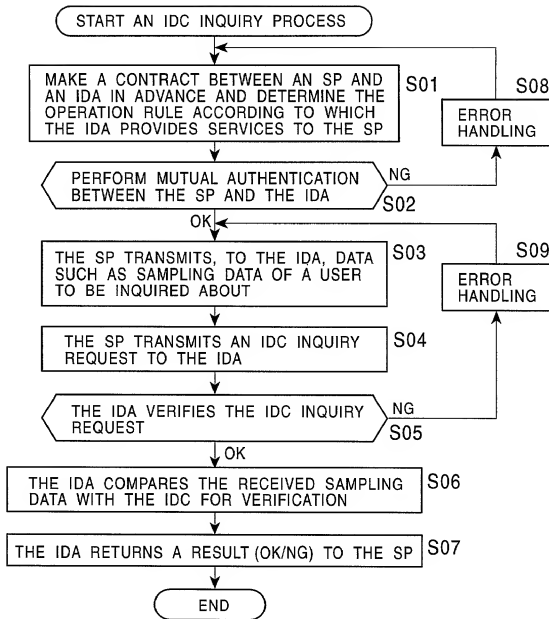 START AN IDC INQUIRY PROCESS
MAKE A CONTRACT BETWEEN AN SP AND
AN IDA IN ADVANCE AND DETERMINE THE
OPERATION RULE ACCORDING TO WHICH
THE IDA PROVIDES SERVICES TO THE SP
S01
S08
ERROR
HANDLING
PERFORM MUTUAL AUTHENTICATION
BETWEEN THE SP AND THE IDA
NG
S02
OK
THE SP TRANSMITS, TO THE IDA, DATA
SUCH AS SAMPLING DATA OF A USER
TO BE INQUIRED ABOUT
S03
S09
ERROR
HANDLING
THE SP TRANSMITS AN IDC INQUIRY
REQUEST TO THE IDA
S04
THE IDA VERIFIES THE IDC INQUIRY
REQUEST
NG
S05
OK
THE IDA COMPARES THE RECEIVED SAMPLING
DATA WITH THE IDC FOR VERIFICATION
S06
THE IDA RETURNS A RESULT (OK/NG) TO THE SP
S07
END